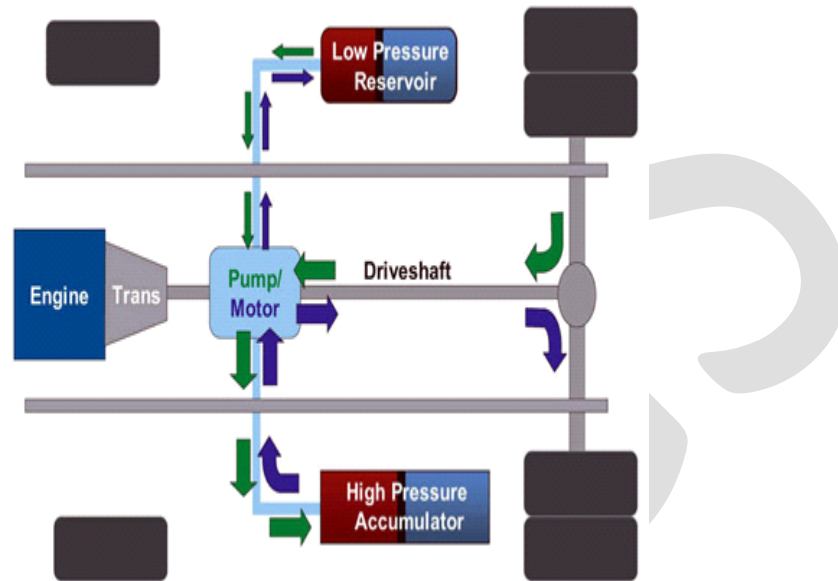 Low Pressure
Reservoir
Engine
Trans
Pump/
Motor
Driveshaft
High Pressure
Accumulator